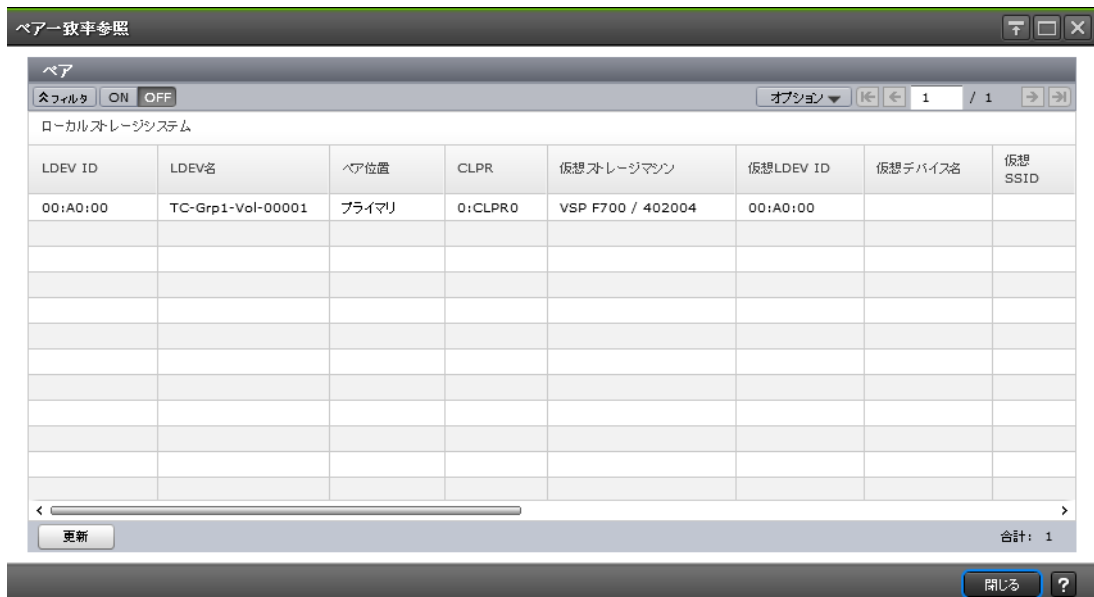 ペアー致率参照
ペア
フィルタ ON OFF オプション 1 / 1
ローカルストレージシステム
LDEV ID LDEV名 ペア位置 CLPR 仮想ストレージマシン 仮想LDEV ID 仮想デバイス名 仮想 SSID
00:A0:00 TC-Grp1-Vol-00001 プライマリ 0:CLPR0 VSP F700 / 402004 00:A0:00
更新 合計: 1
閉じる ?